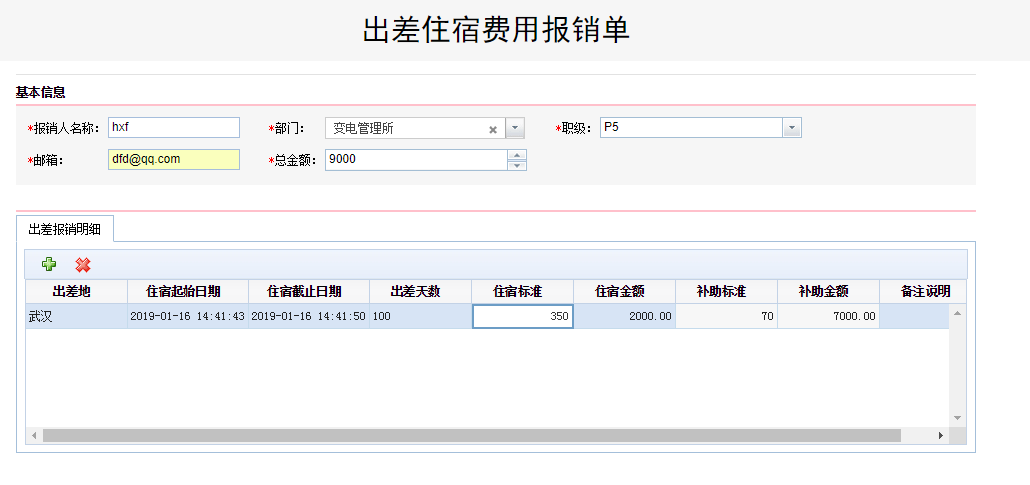 出差住宿费用报销单
基本信息
*报销人名称: hxf *部门: 变电管理所 *职级: P5
*邮箱: dfd@qq.com *总金额: 9000
出差报销明细
出差地 住宿起始日期 住宿截止日期 出差天数 住宿标准 住宿金额 补助标准 补助金额 备注说明
武汉 2019-01-16 14:41:43 2019-01-16 14:41:50 100 350 2000.00 70 7000.00